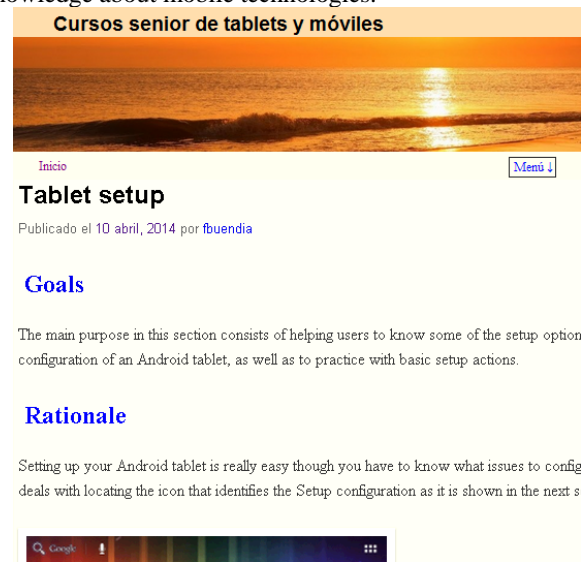 knowledge about mobile technologies.
Cursos senior de tablets y móviles
Inicio
Menú ↓
Tablet setup
Publicado el 10 abril, 2014 por fbuendia
Goals
The main purpose in this section consists of helping users to know some of the setup option
configuration of an Android tablet, as well as to practice with basic setup actions.
Rationale
Setting up your Android tablet is really easy though you have to know what issues to config
deals with locating the icon that identifies the Setup configuration as it is shown in the next s
Google